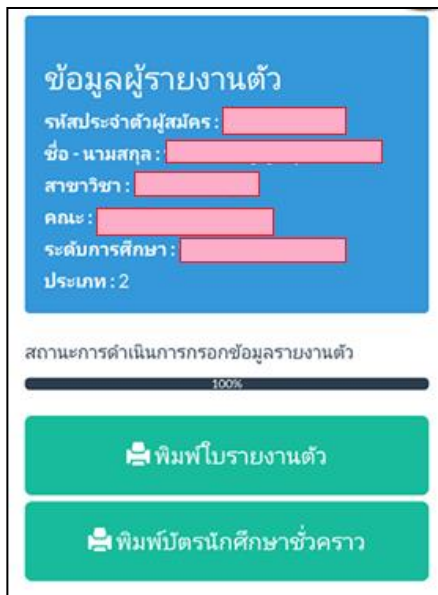 ข้อมูลผู้รายงานตัว
รหัสประจำตัวผู้สมัคร :
ชื่อ - นามสกุล :
สาขาวิชา :
คณะ :
ระดับการศึกษา :
ประเภท : 2
สถานะการดำเนินการกรอกข้อมูลรายงานตัว
100%
พิมพ์ใบรายงานตัว
พิมพ์บัตรนักศึกษาชั่วคราว